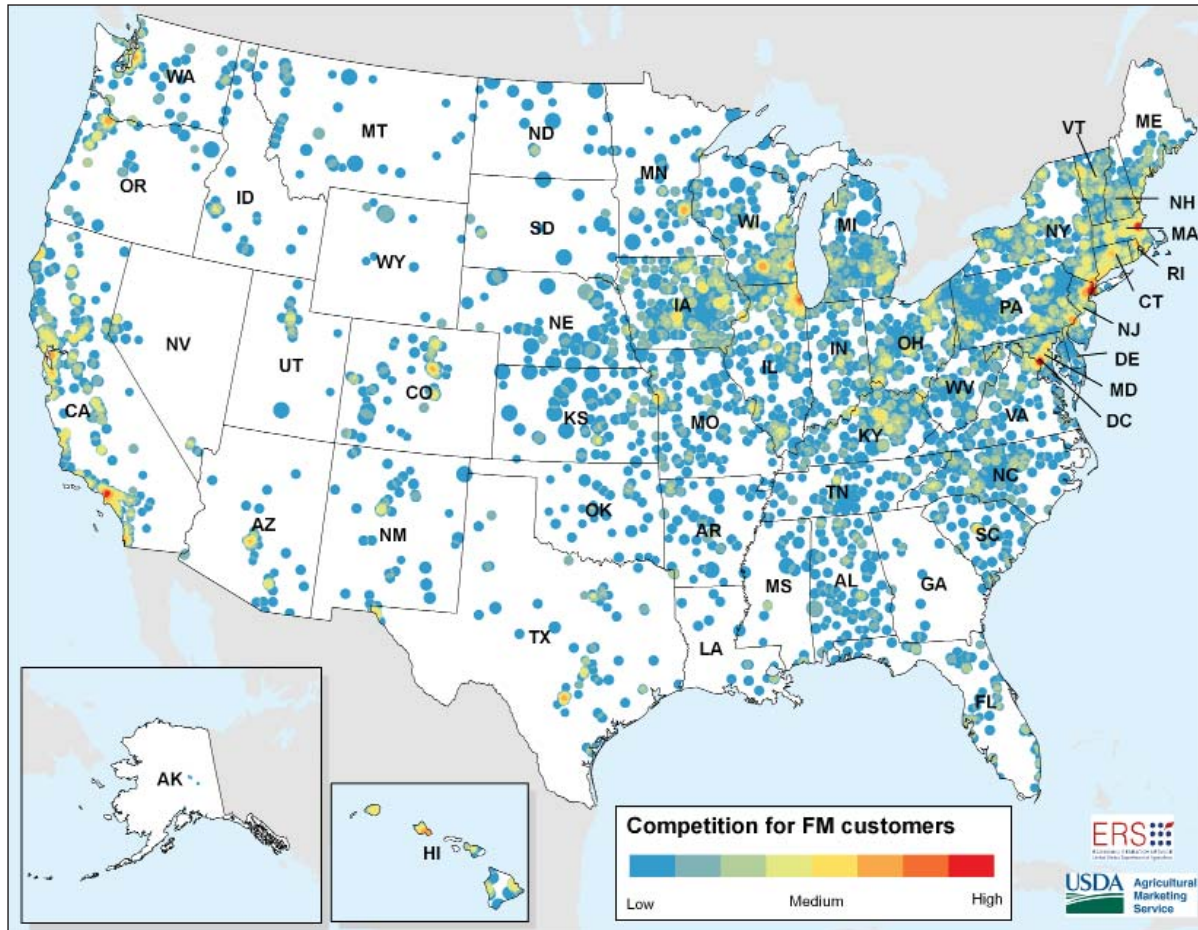 WA
MT
ND
MN
OR
ID
SD
WI
MI
WY
NE
IA
NV
UT
CO
KS
IL
IN
OH
PA
NY
VT
ME
NH
MA
RI
CT
NJ
DE
MD
DC
CA
MO
KY
WV
VA
AZ
NM
OK
AR
TN
NC
SC
TX
LA
MS
AL
GA
FL
AK
HI
Competition for FM customers
Low
Medium
High
ERS
USDA
Agricultural
Marketing
Service